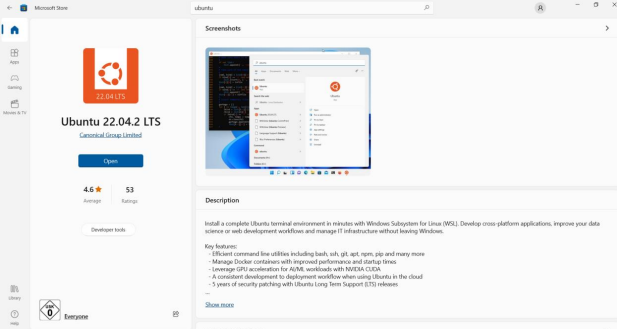 Microsoft Store
ubuntu
Apps
Gaming
Movies & TV
Library
Help
22.04 LTS
Ubuntu 22.04.2 LTS
Canonical Group Limited
Open
4.6 ★
Average
53
Ratings
Developer tools
USK
0
Everyone
Screenshots
Description
Install a complete Ubuntu terminal environment in minutes with Windows Subsystem for Linux (WSL). Develop cross-platform applications, improve your data
science or web development workflows and manage IT infrastructure without leaving Windows.
Key features:
- Efficient command line utilities including bash, ssh, git, apt, npm, pip and many more
- Manage Docker containers with improved performance and startup times
- Leverage GPU acceleration for AI/ML workloads with NVIDIA CUDA
- A consistent development to deployment workflow when using Ubuntu in the cloud
- 5 years of security patching with Ubuntu Long Term Support (LTS) releases
...
Show more